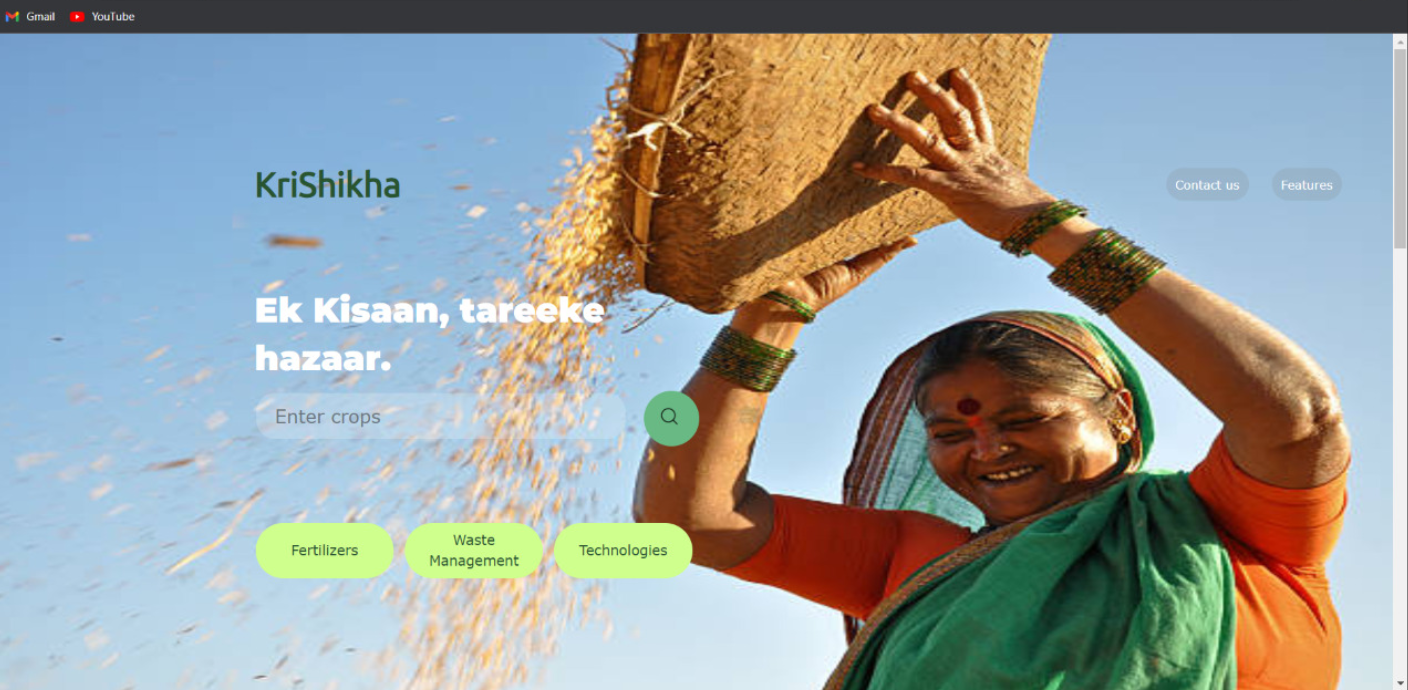 Gmail
YouTube
KriShikha
Contact us
Features
Ek Kisaan, tareeke
hazaar.
Enter crops
Fertilizers
Waste
Management
Technologies